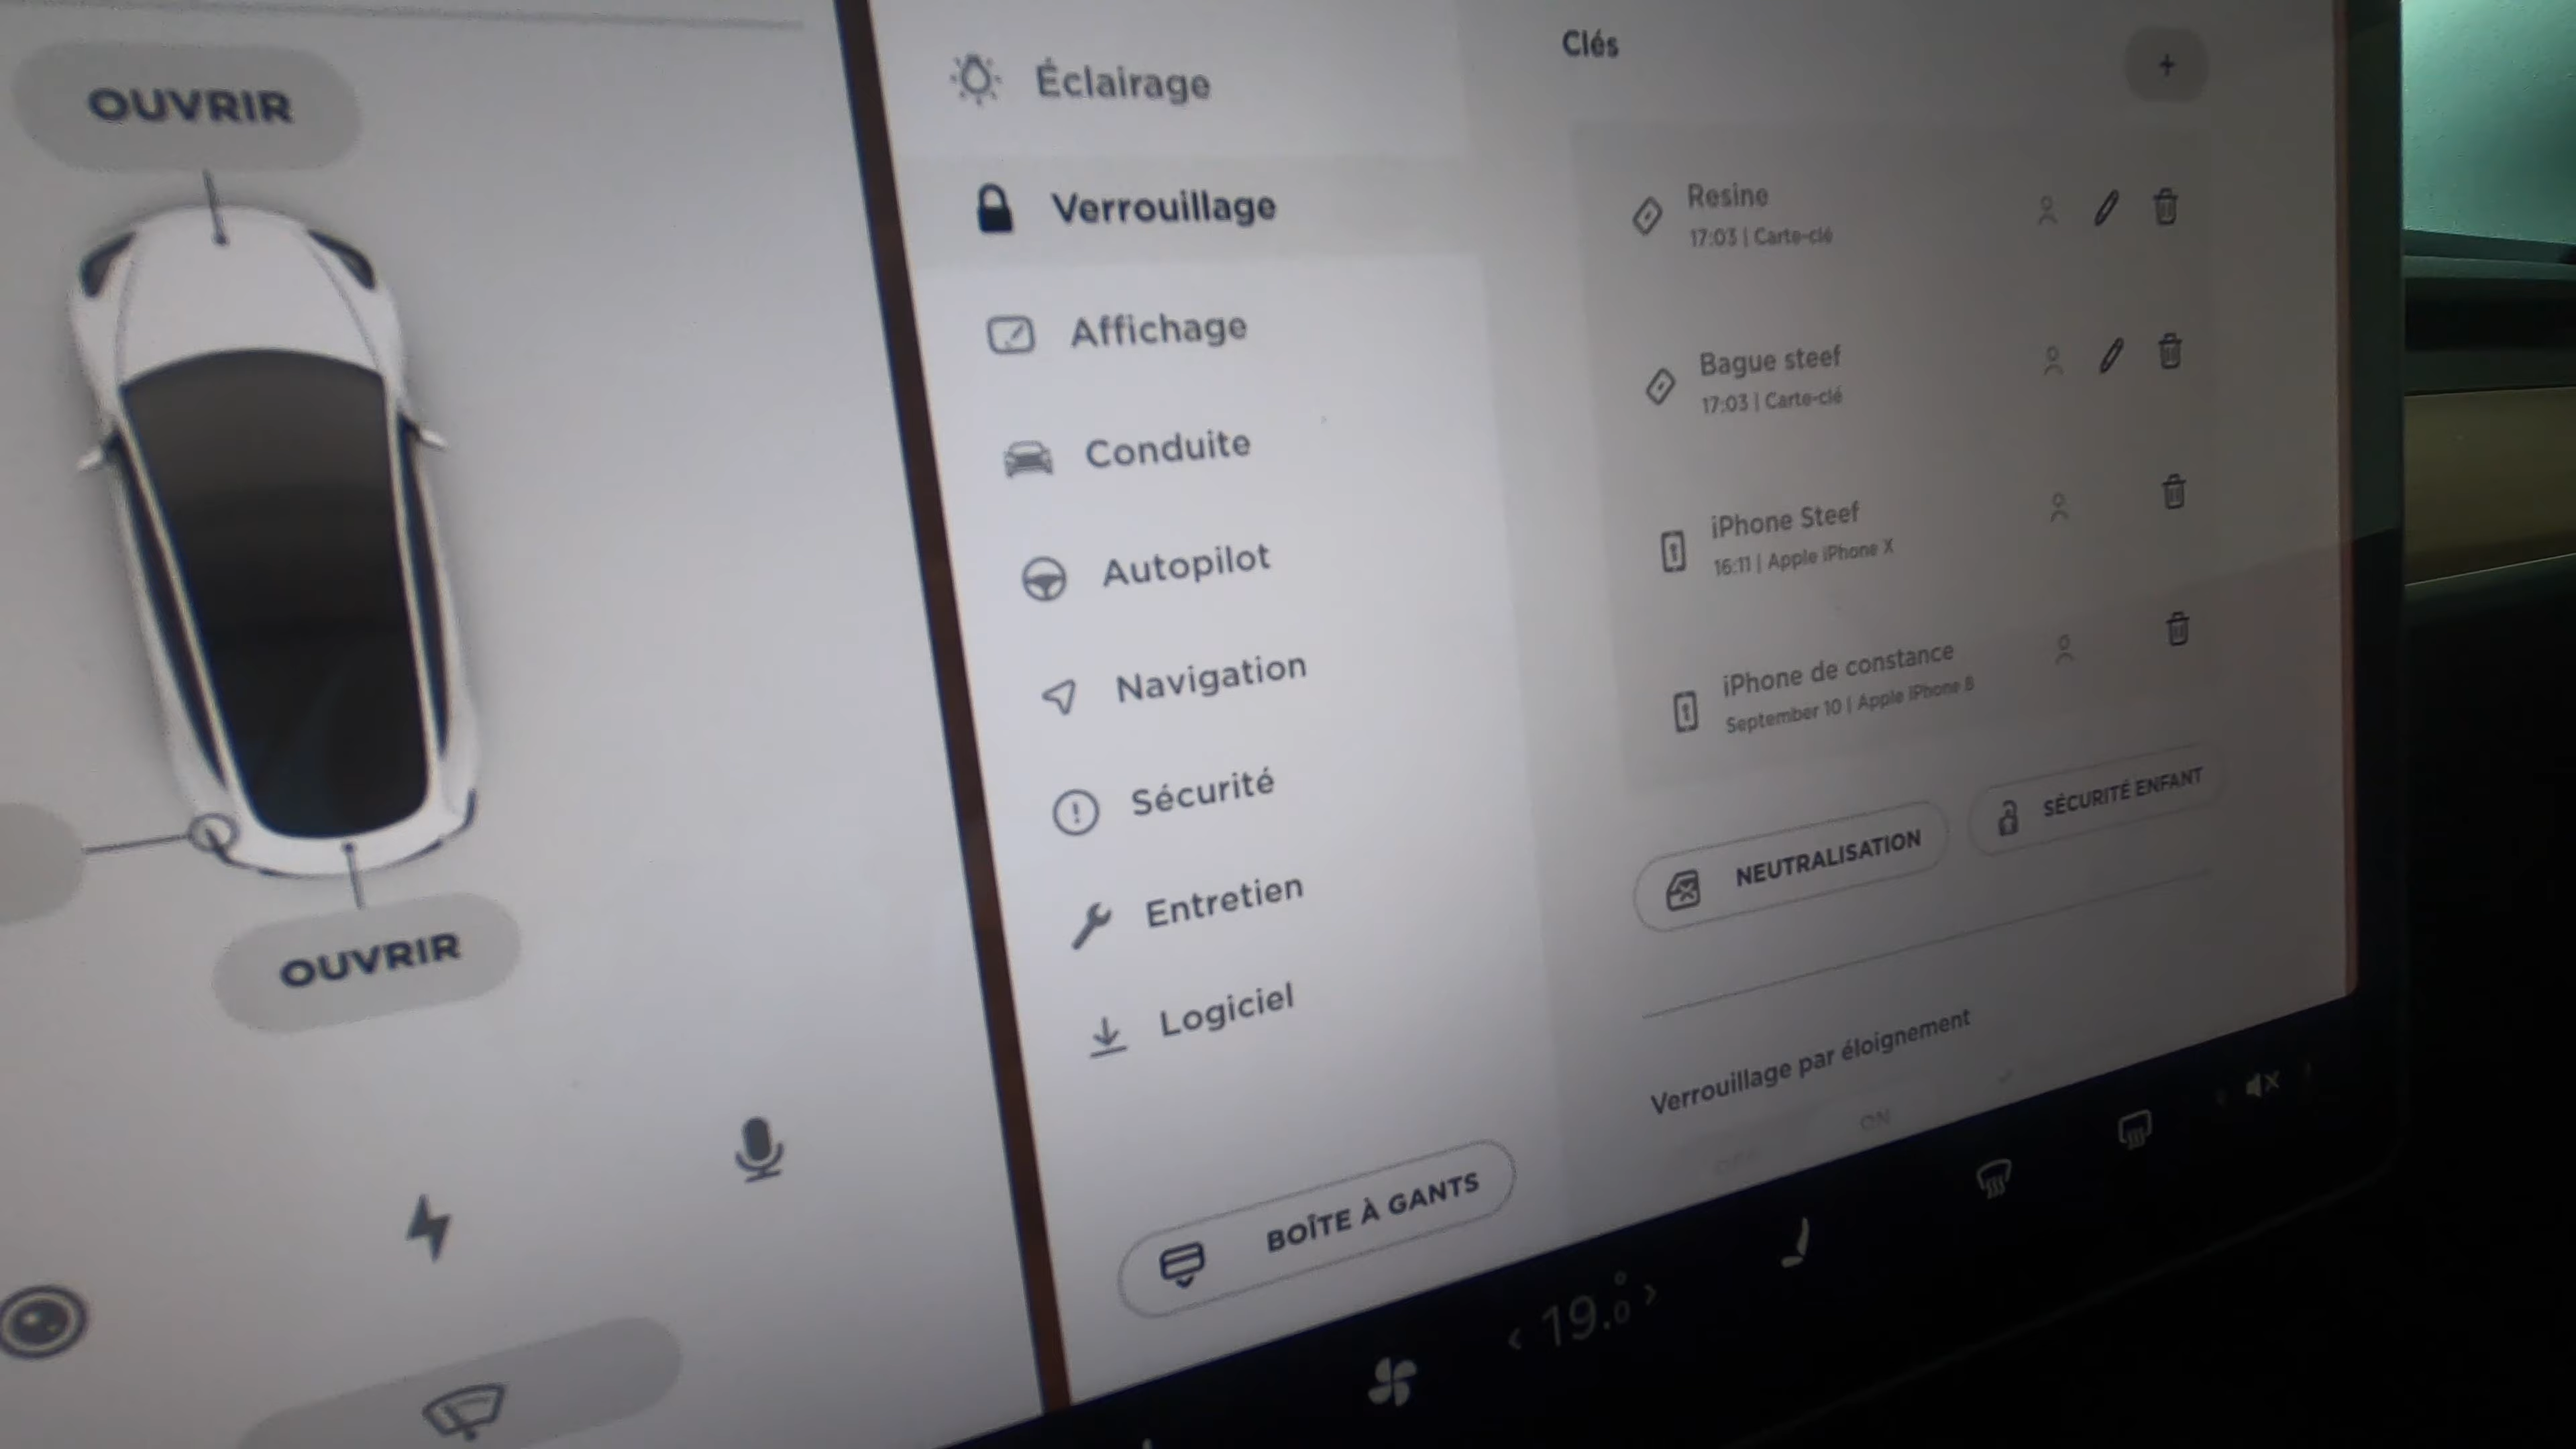 OUVRIR
OUVRIR
Éclairage
Verrouillage
Affichage
Conduite
Autopilot
Navigation
Sécurité
Entretien
Logiciel
BOÎTE À GANTS
Clés
+
Resine
17:03 | Carte-clé
Bague steef
17:03 | Carte-clé
iPhone Steef
16:11 | Apple iPhone X
iPhone de constance
September 10 | Apple iPhone 8
NEUTRALISATION
SÉCURITÉ ENFANT
Verrouillage par éloignement
OFF
ON
19.0°